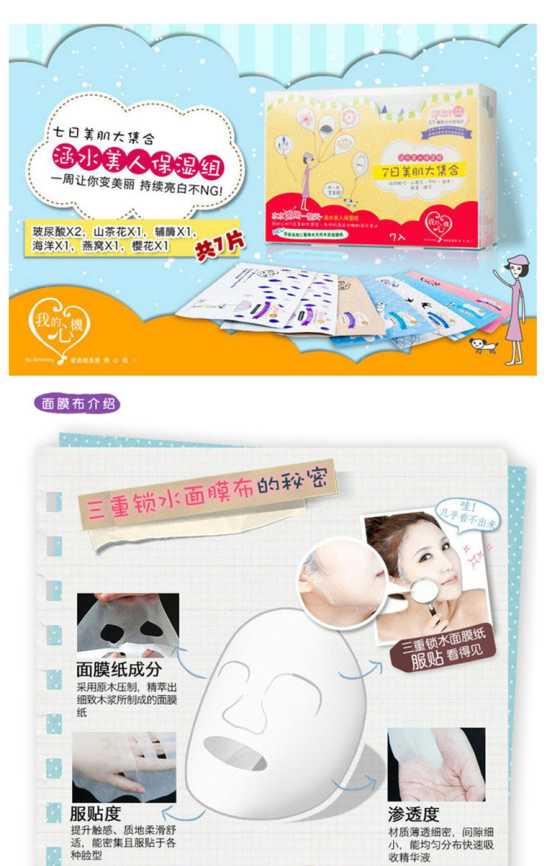 七日美肌大集合
涵水美人保湿组
一周让你变美丽 持续亮白不NG!
玻尿酸X2, 山茶花X1, 辅酶X1,
海洋X1, 燕窝X1, 樱花X1
共7片
7日美肌大集合
7入
我的心機
面膜布介绍
三重锁水面膜布的秘密
哇!
几乎看不出来
三重锁水面膜纸
服贴 看得见
面膜纸成分
采用原木压制, 精萃出
细致木浆所制成的面膜
纸
服贴度
提升触感、质地柔滑舒
适, 能密集且服贴于各
种脸型
渗透度
材质薄透细密, 间隙细
小, 能均匀分布快速吸
收精华液